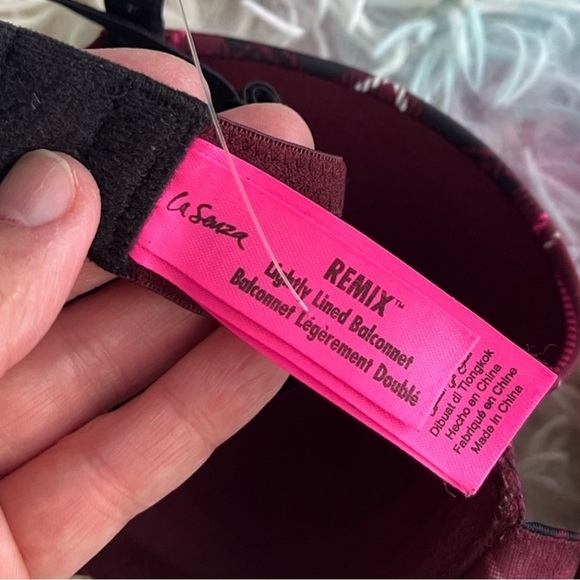 La Senza
REMIX™
Lightly Lined Balconnet
Balconnet Légèrement Doublé
Dibuat di Tiongkok
Hecho en China
Fabriqué en Chine
Made in China